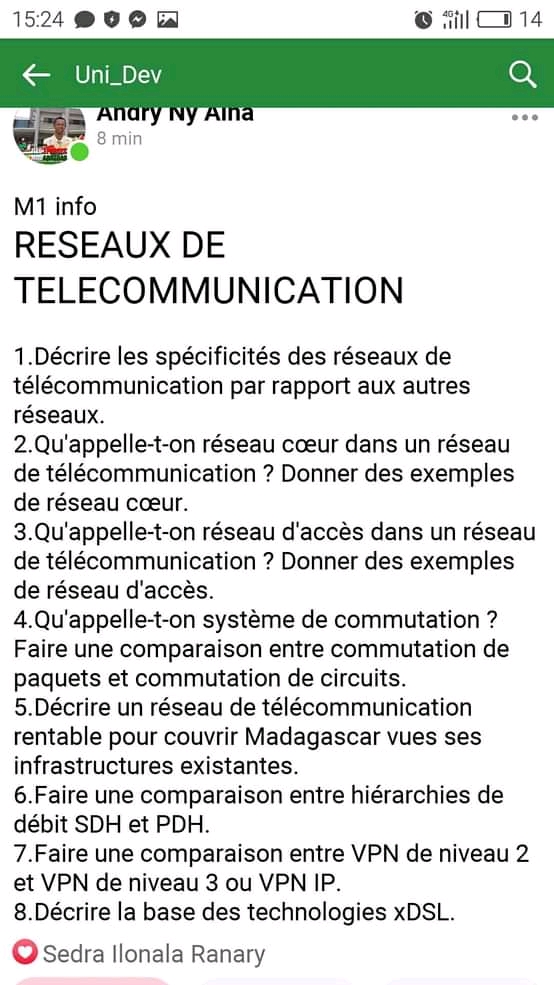 15:24
4G
14
Uni_Dev
Andry Ny Aina
8 min
M1 info
RESEAUX DE
TELECOMMUNICATION
1.Décrire les spécificités des réseaux de
télécommunication par rapport aux autres
réseaux.
2.Qu'appelle-t-on réseau cœur dans un réseau
de télécommunication ? Donner des exemples
de réseau cœur.
3.Qu'appelle-t-on réseau d'accès dans un réseau
de télécommunication ? Donner des exemples
de réseau d'accès.
4.Qu'appelle-t-on système de commutation ?
Faire une comparaison entre commutation de
paquets et commutation de circuits.
5.Décrire un réseau de télécommunication
rentable pour couvrir Madagascar vues ses
infrastructures existantes.
6.Faire une comparaison entre hiérarchies de
débit SDH et PDH.
7.Faire une comparaison entre VPN de niveau 2
et VPN de niveau 3 ou VPN IP.
8.Décrire la base des technologies xDSL.
Sedra Ilonala Ranary